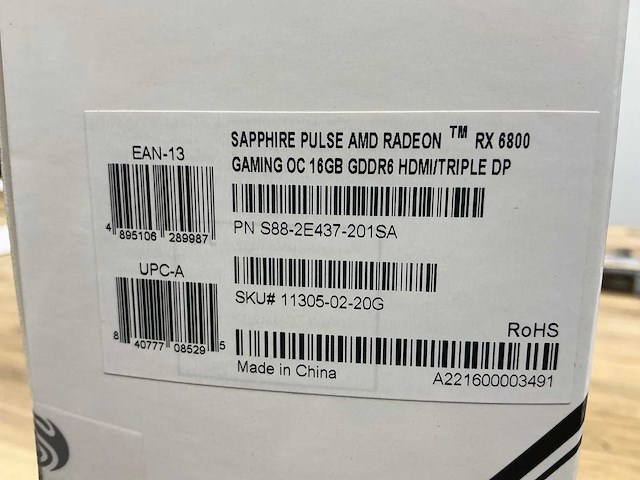 SAPPHIRE PULSE AMD RADEON ™ RX 6800
GAMING OC 16GB GDDR6 HDMI/TRIPLE DP
EAN-13
4 895106 289987
PN S88-2E437-201SA
UPC-A
8 40777 08529 5
SKU# 11305-02-20G
RoHS
Made in China
A221600003491